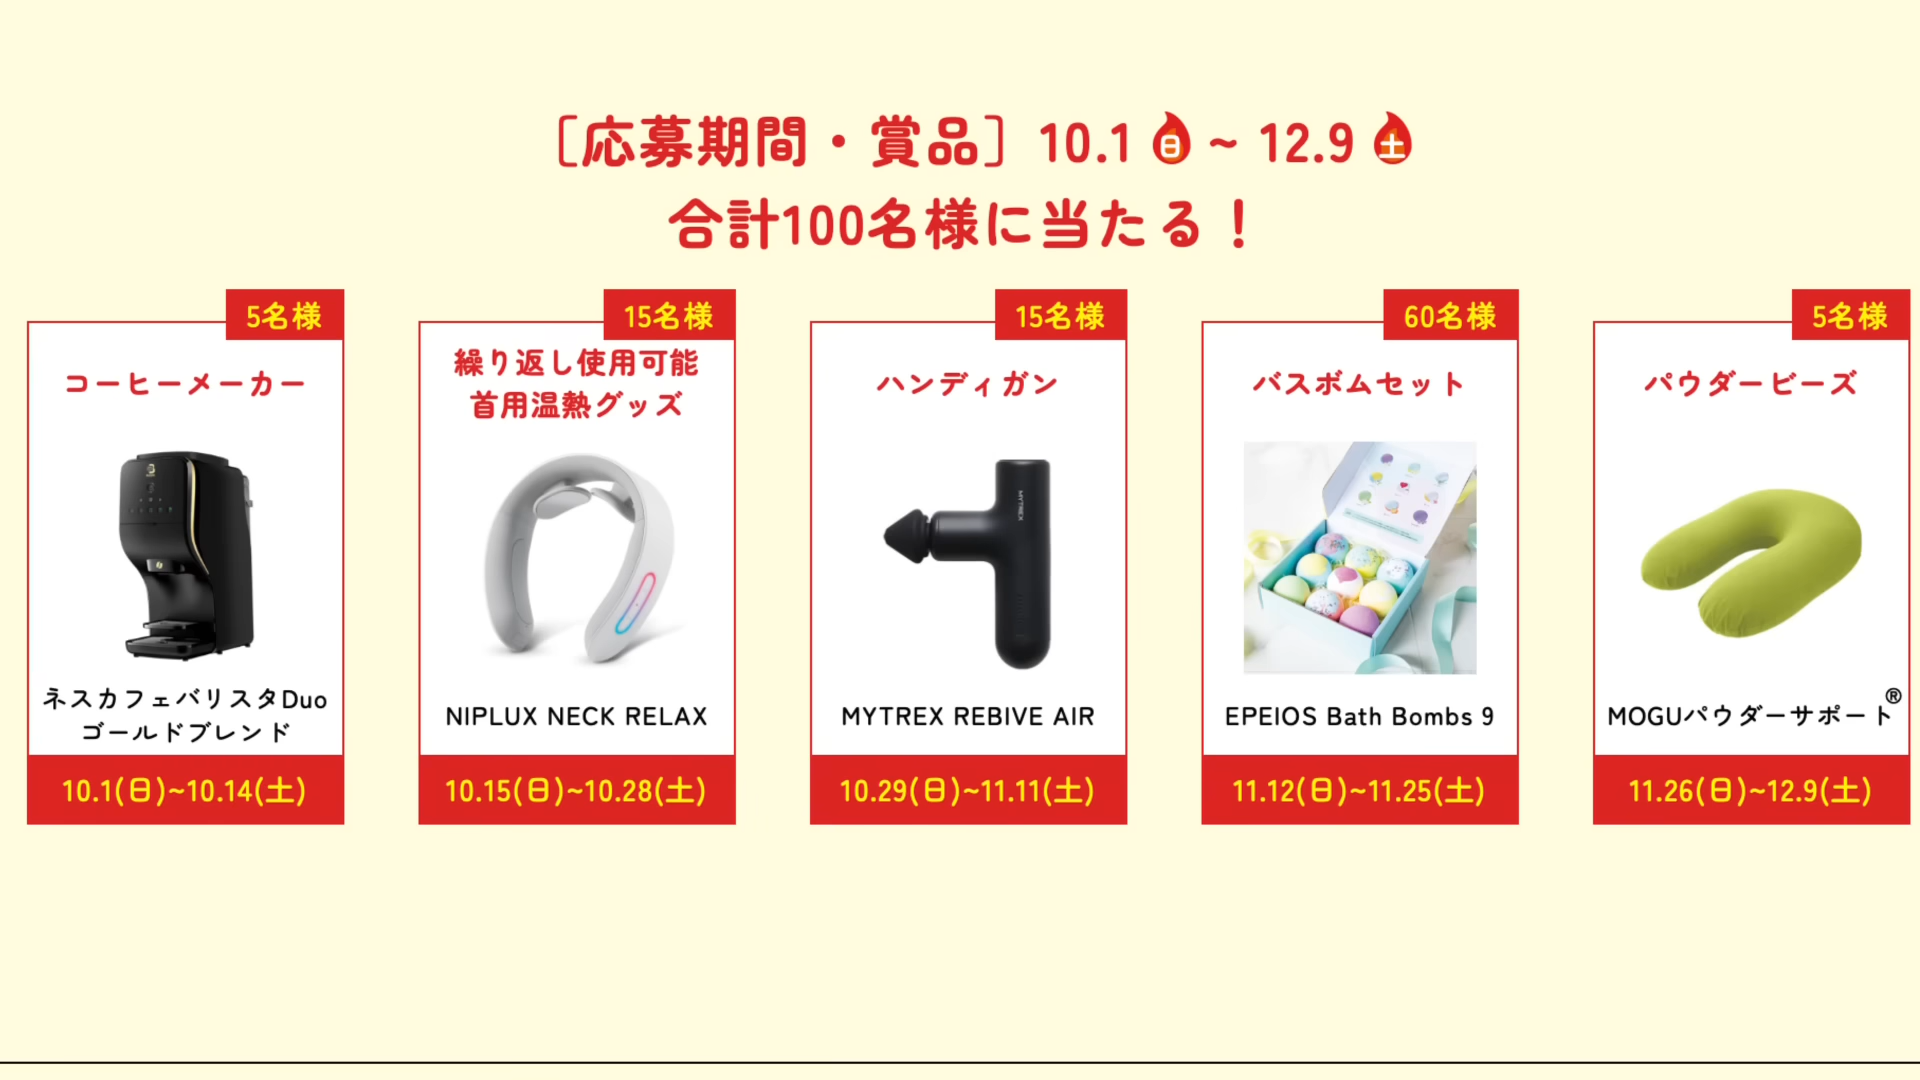 ［応募期間・賞品］10.1日~12.9土
合計100名様に当たる！
5名様
コーヒーメーカー
ネスカフェバリスタDuo
ゴールドブレンド
10.1(日)~10.14(土)
15名様
繰り返し使用可能
首用温熱グッズ
NIPLUX NECK RELAX
10.15(日)~10.28(土)
15名様
ハンディガン
MYTREX
MYTREX REBIVE AIR
10.29(日)~11.11(土)
60名様
バスボムセット
EPEIOS Bath Bombs 9
11.12(日)~11.25(土)
5名様
パウダービーズ
MOGUパウダーサポート®
11.26(日)~12.9(土)